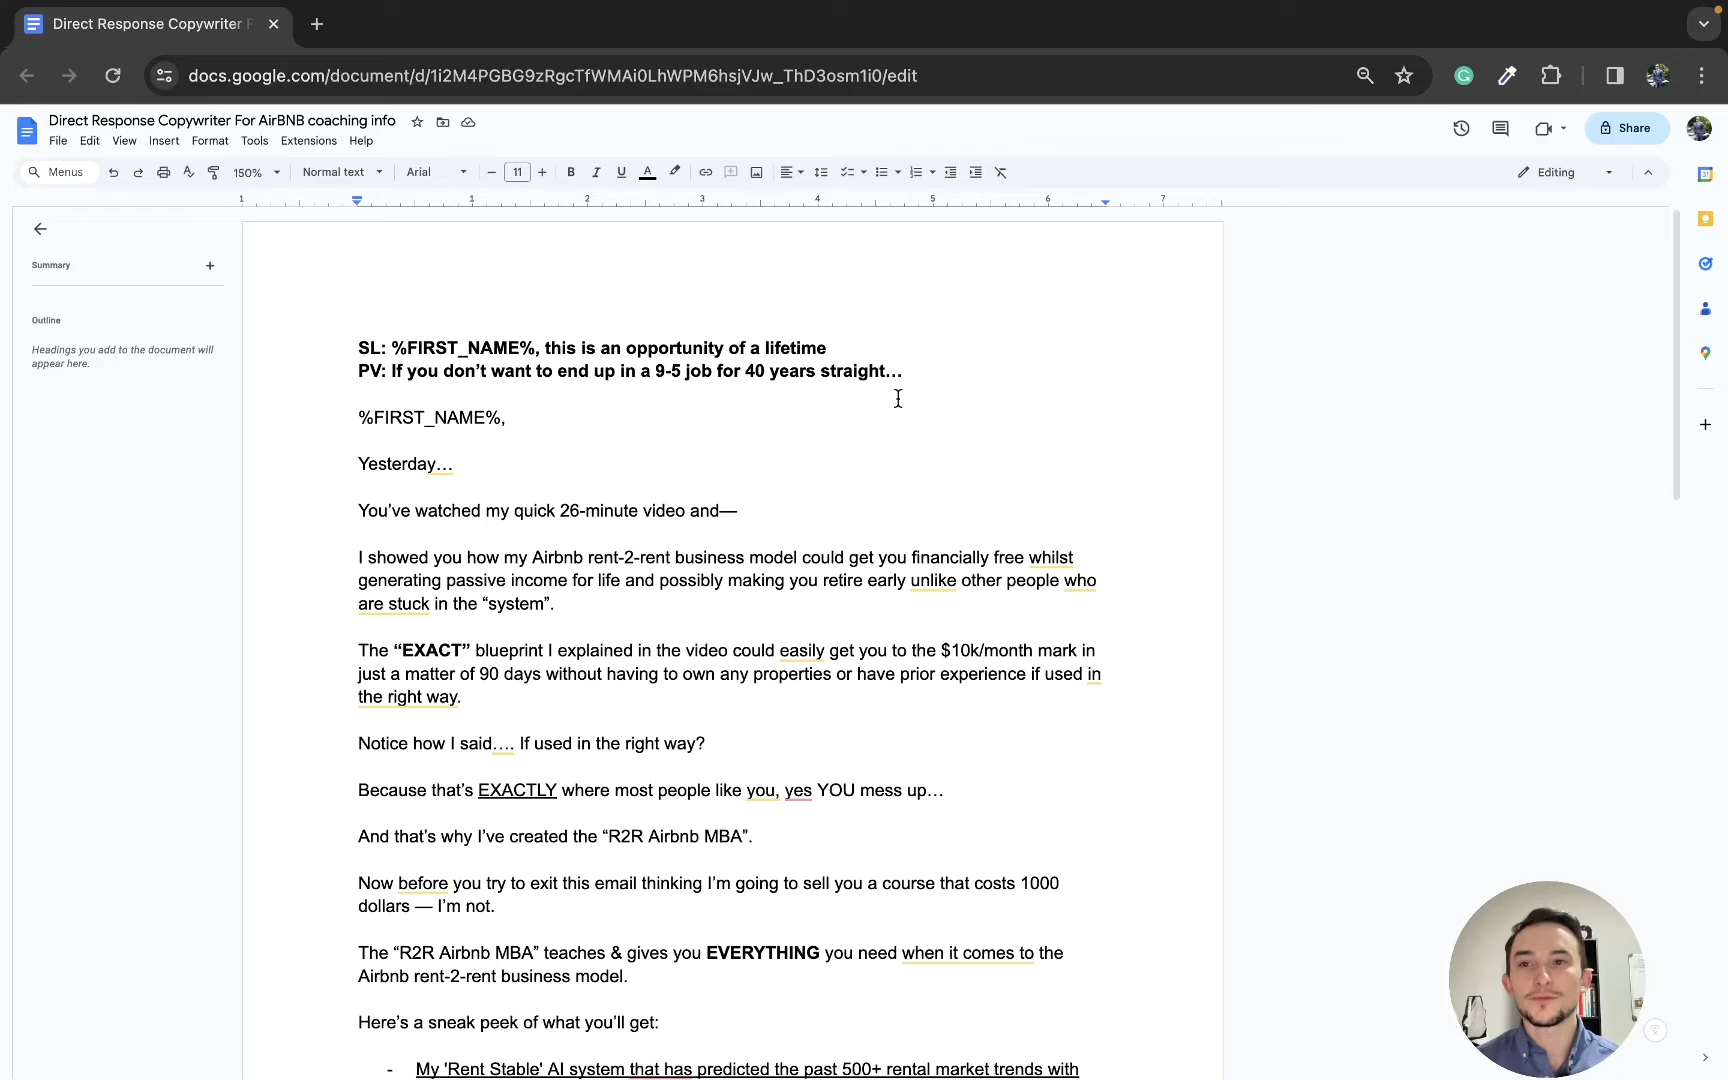 Direct Response Copywriter F
docs.google.com/document/d/1i2M4PGBG9zRgcTfWMAi0LhWPM6hsjVJw_ThD3osm1i0/edit
Direct Response Copywriter For AirBNB coaching info
File Edit View Insert Format Tools Extensions Help
Share
Menus 150% Normal text Arial 11 Editing
1 1 2 3 4 5 6 7
Summary
Outline
Headings you add to the document will
appear here.
SL: %FIRST_NAME%, this is an opportunity of a lifetime
PV: If you don’t want to end up in a 9-5 job for 40 years straight…
%FIRST_NAME%,
Yesterday…
You’ve watched my quick 26-minute video and—
I showed you how my Airbnb rent-2-rent business model could get you financially free whilst
generating passive income for life and possibly making you retire early unlike other people who
are stuck in the “system”.
The “EXACT” blueprint I explained in the video could easily get you to the $10k/month mark in
just a matter of 90 days without having to own any properties or have prior experience if used in
the right way.
Notice how I said…. If used in the right way?
Because that’s EXACTLY where most people like you, yes YOU mess up…
And that’s why I’ve created the “R2R Airbnb MBA”.
Now before you try to exit this email thinking I’m going to sell you a course that costs 1000
dollars — I’m not.
The “R2R Airbnb MBA” teaches & gives you EVERYTHING you need when it comes to the
Airbnb rent-2-rent business model.
Here’s a sneak peek of what you’ll get:
- My 'Rent Stable' AI system that has predicted the past 500+ rental market trends with